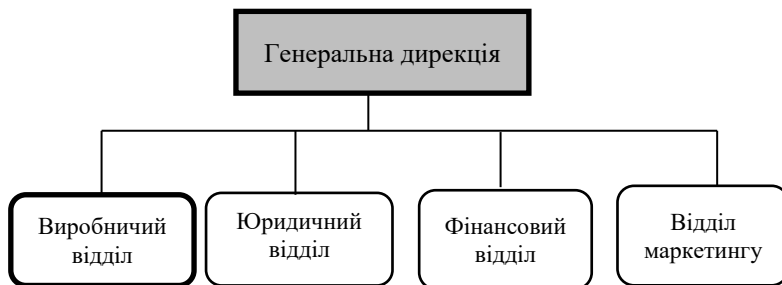 Генеральна дирекція
Виробничий
відділ
Юридичний
відділ
Фінансовий
відділ
Відділ
маркетингу